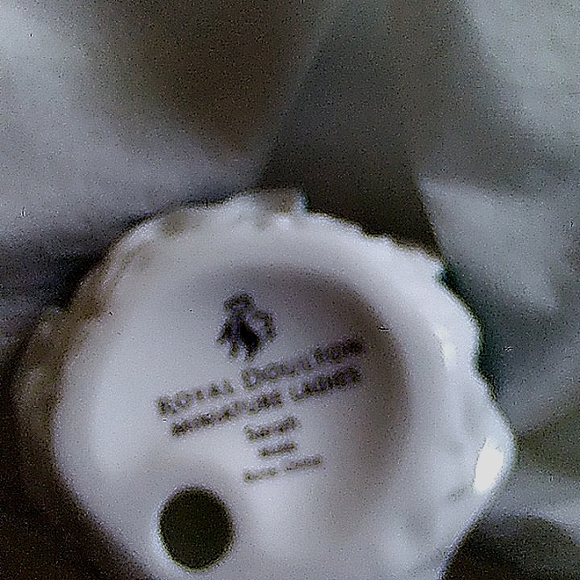 ROYAL DOULTON
MINIATURE LADIES
Sarah